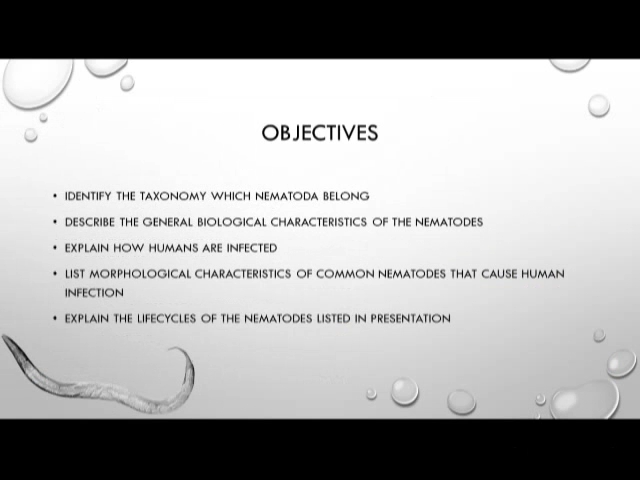 OBJECTIVES
• IDENTIFY THE TAXONOMY WHICH NEMATODA BELONG
• DESCRIBE THE GENERAL BIOLOGICAL CHARACTERISTICS OF THE NEMATODES
• EXPLAIN HOW HUMANS ARE INFECTED
• LIST MORPHOLOGICAL CHARACTERISTICS OF COMMON NEMATODES THAT CAUSE HUMAN
INFECTION
• EXPLAIN THE LIFECYCLES OF THE NEMATODES LISTED IN PRESENTATION